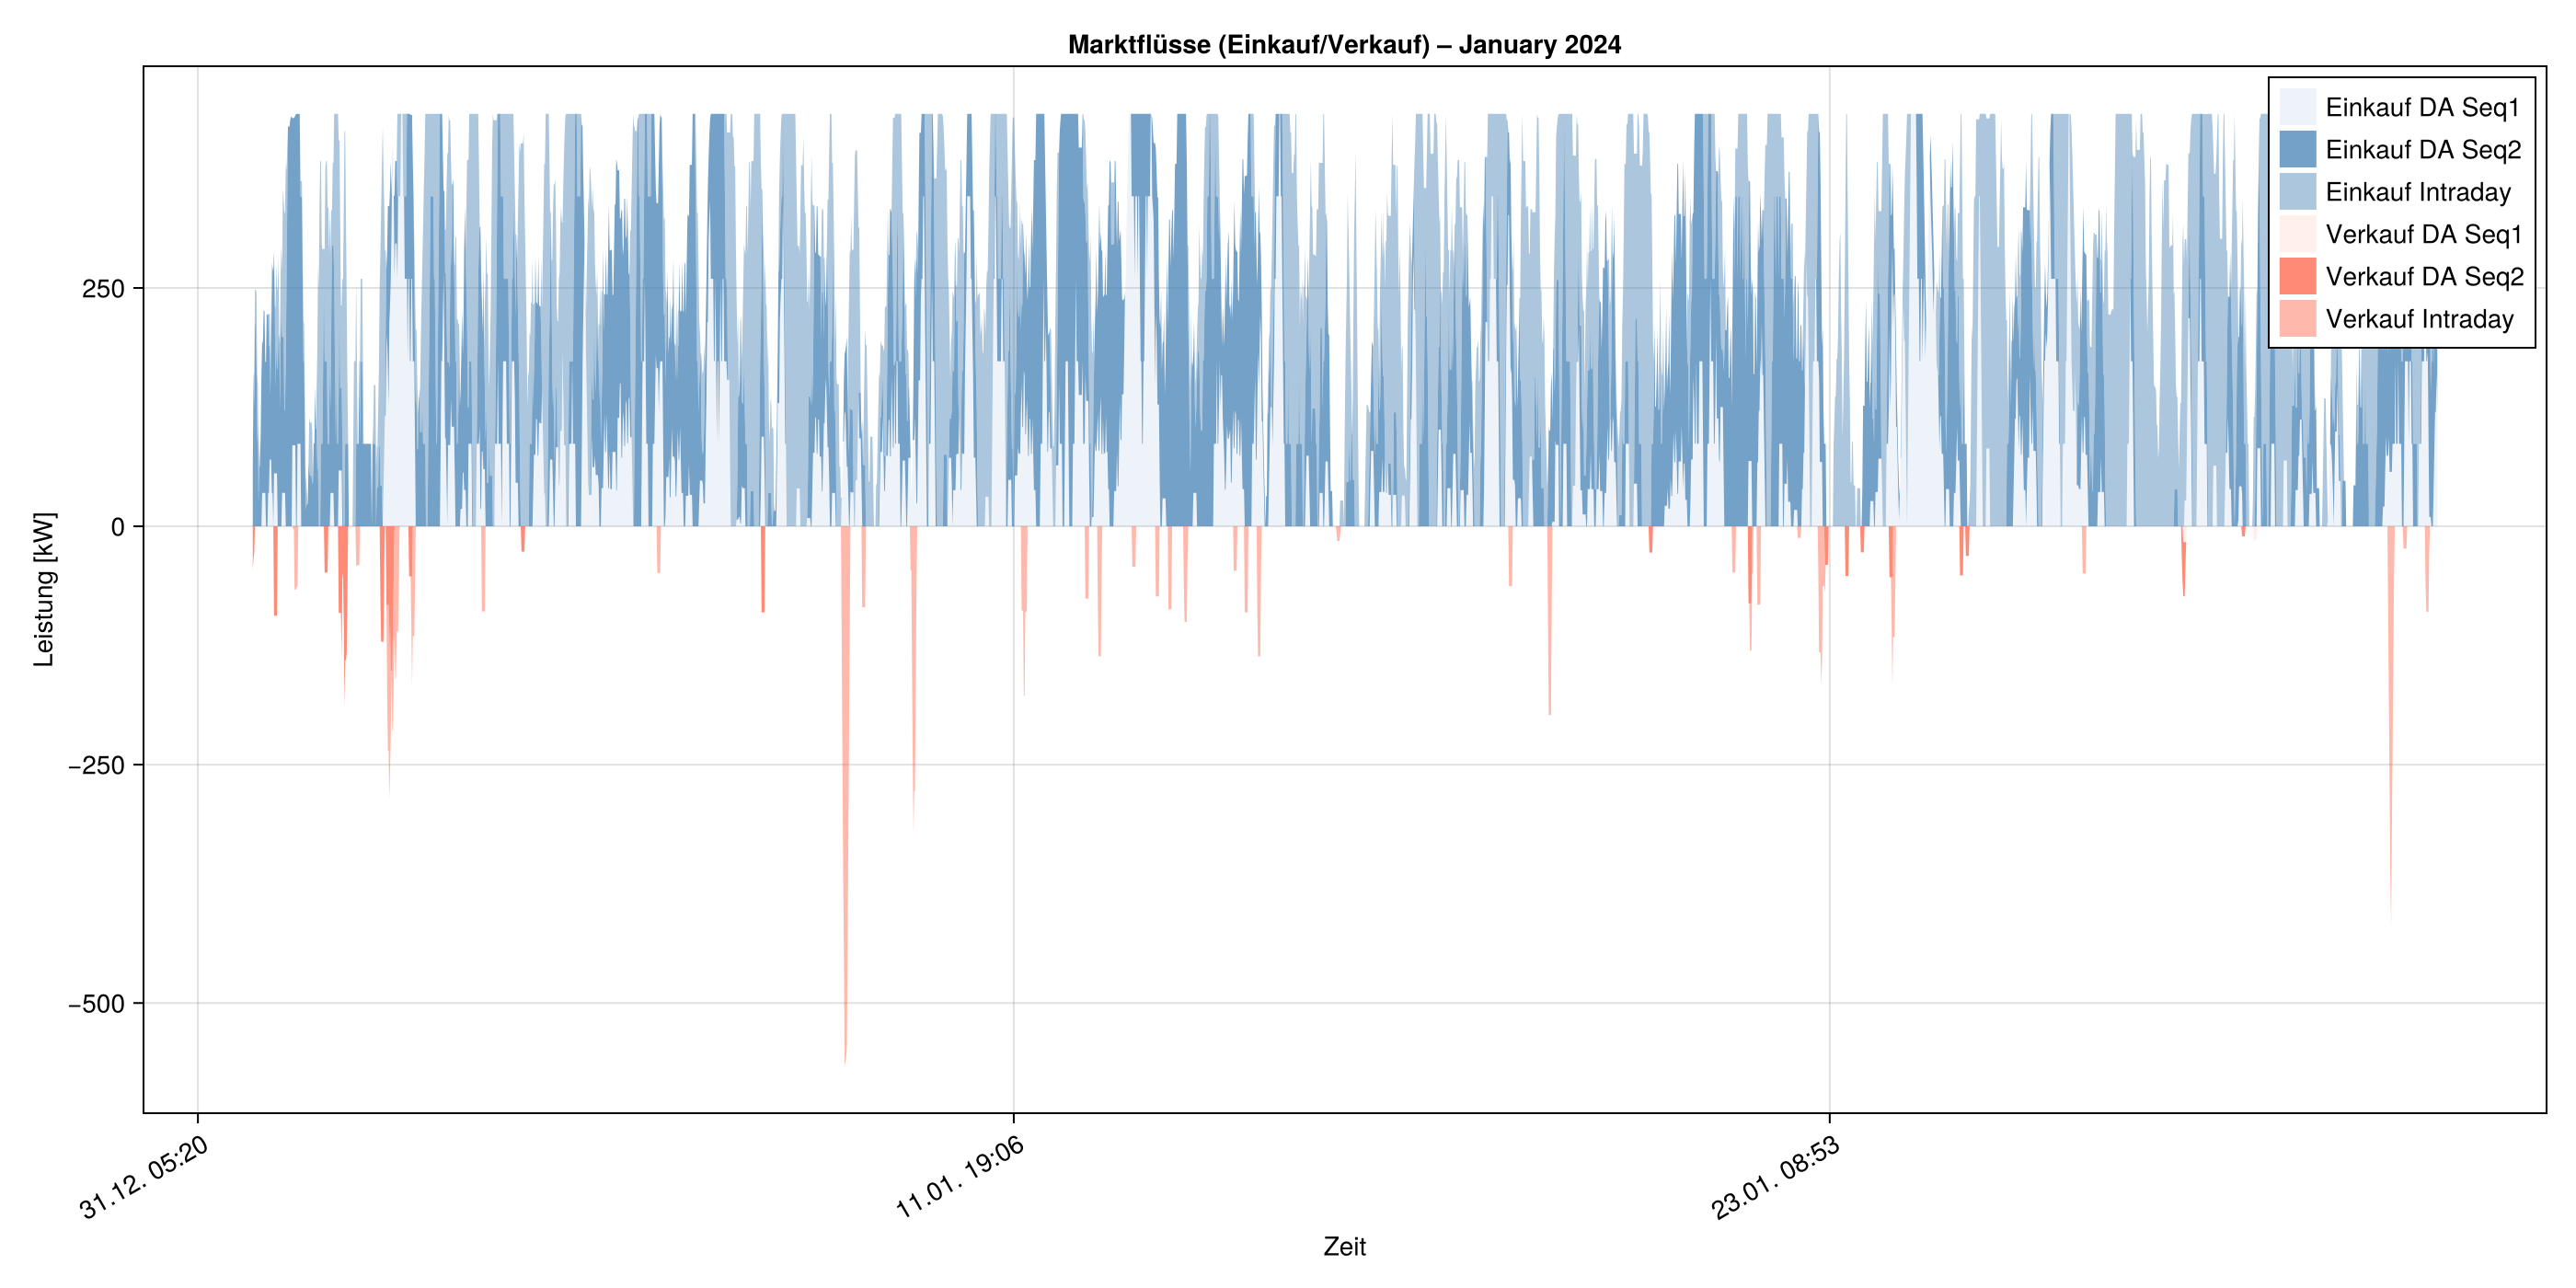 Marktflüsse (Einkauf/Verkauf) – January 2024
Einkauf DA Seq1
Einkauf DA Seq2
Einkauf Intraday
Verkauf DA Seq1
Verkauf DA Seq2
Verkauf Intraday
Leistung [kW]
250
0
−250
−500
31.12. 05:20
11.01. 19:06
23.01. 08:53
Zeit